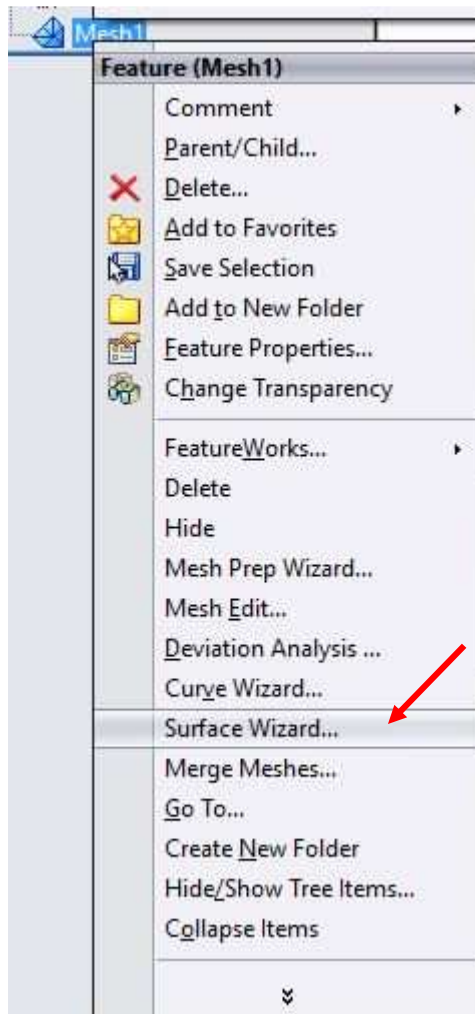 Mesh1
Feature (Mesh1)
Comment
Parent/Child...
Delete...
Add to Favorites
Save Selection
Add to New Folder
Feature Properties...
Change Transparency
FeatureWorks...
Delete
Hide
Mesh Prep Wizard...
Mesh Edit...
Deviation Analysis ...
Curve Wizard...
Surface Wizard...
Merge Meshes...
Go To...
Create New Folder
Hide/Show Tree Items...
Collapse Items